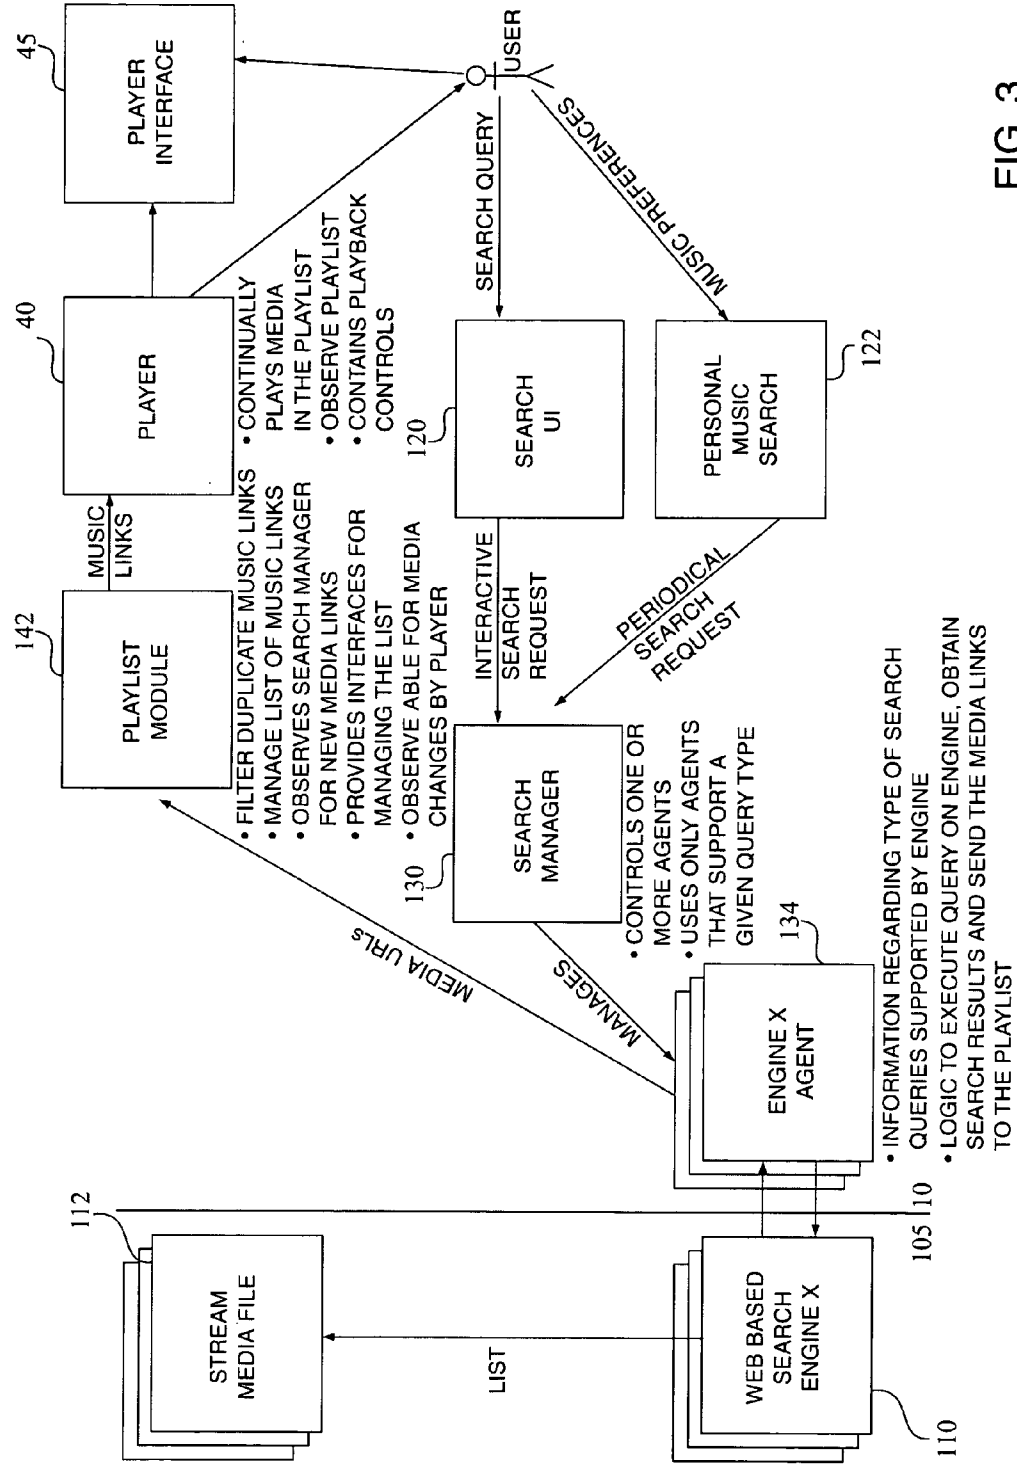 112
STREAM
MEDIA FILE
LIST
WEB BASED
SEARCH
ENGINE X
110
105
10
MEDIA URLs
142
PLAYLIST
MODULE
• FILTER DUPLICATE MUSIC LINKS
• MANAGE LIST OF MUSIC LINKS
• OBSERVES SEARCH MANAGER
FOR NEW MEDIA LINKS
• PROVIDES INTERFACES FOR
MANAGING THE LIST
• OBSERVE ABLE FOR MEDIA
CHANGES BY PLAYER
MUSIC
LINKS
40
PLAYER
• CONTINUALLY
PLAYS MEDIA
IN THE PLAYLIST
• OBSERVE PLAYLIST
• CONTAINS PLAYBACK
CONTROLS
45
PLAYER
INTERFACE
USER
SEARCH QUERY
MUSIC PREFERENCES
120
SEARCH
UI
PERSONAL
MUSIC
SEARCH
122
INTERACTIVE
SEARCH
REQUEST
PERIODICAL
SEARCH
REQUEST
130
SEARCH
MANAGER
• CONTROLS ONE OR
MORE AGENTS
• USES ONLY AGENTS
THAT SUPPORT A
GIVEN QUERY TYPE
MANAGES
134
ENGINE X
AGENT
• INFORMATION REGARDING TYPE OF SEARCH
QUERIES SUPPORTED BY ENGINE
• LOGIC TO EXECUTE QUERY ON ENGINE, OBTAIN
SEARCH RESULTS AND SEND THE MEDIA LINKS
TO THE PLAYLIST
FIG. 3